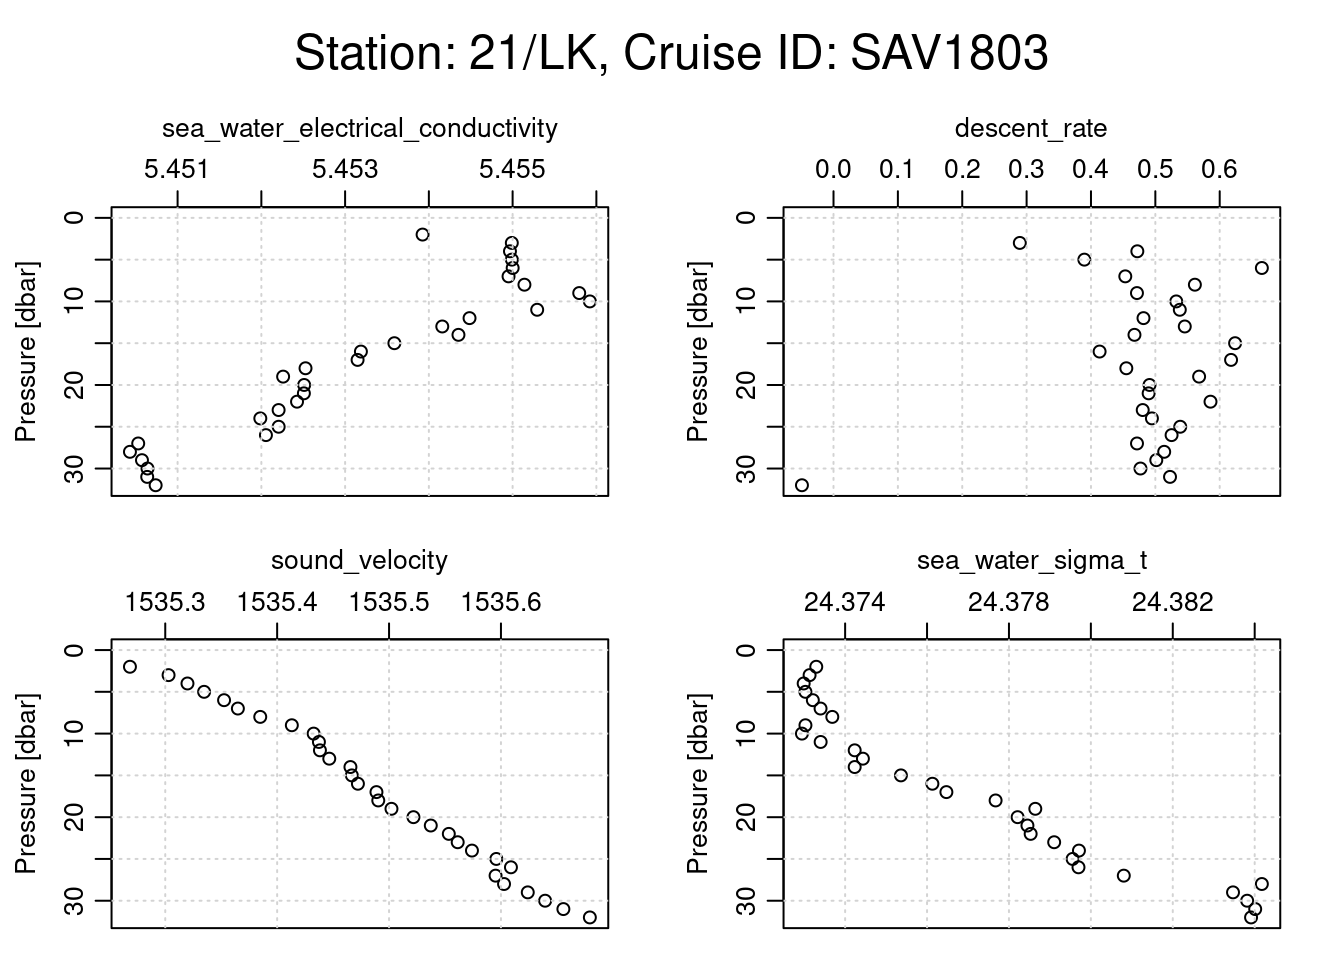 Station: 21/LK, Cruise ID: SAV1803
sea_water_electrical_conductivity
5.451 5.453 5.455
Pressure [dbar]
0
10
20
30
descent_rate
0.0 0.1 0.2 0.3 0.4 0.5 0.6
Pressure [dbar]
0
10
20
30
sound_velocity
1535.3 1535.4 1535.5 1535.6
Pressure [dbar]
0
10
20
30
sea_water_sigma_t
24.374 24.378 24.382
Pressure [dbar]
0
10
20
30